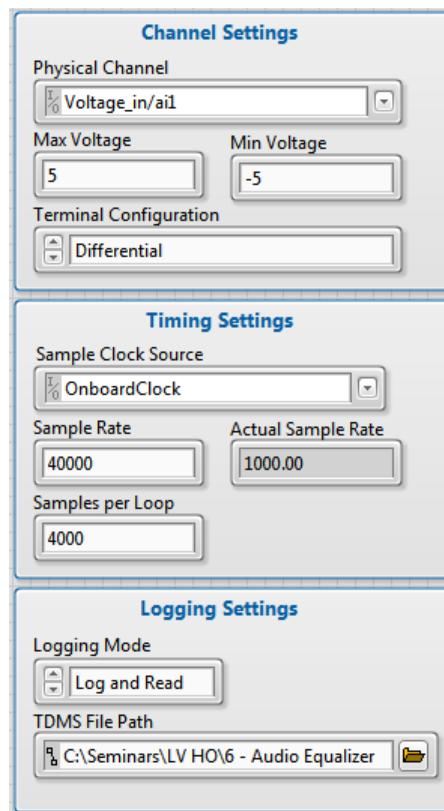 Channel Settings
Physical Channel
I/O Voltage_in/ai1
Max Voltage Min Voltage
5 -5
Terminal Configuration
Differential
Timing Settings
Sample Clock Source
I/O OnboardClock
Sample Rate Actual Sample Rate
40000 1000.00
Samples per Loop
4000
Logging Settings
Logging Mode
Log and Read
TDMS File Path
C:\Seminars\LV HO\6 - Audio Equalizer